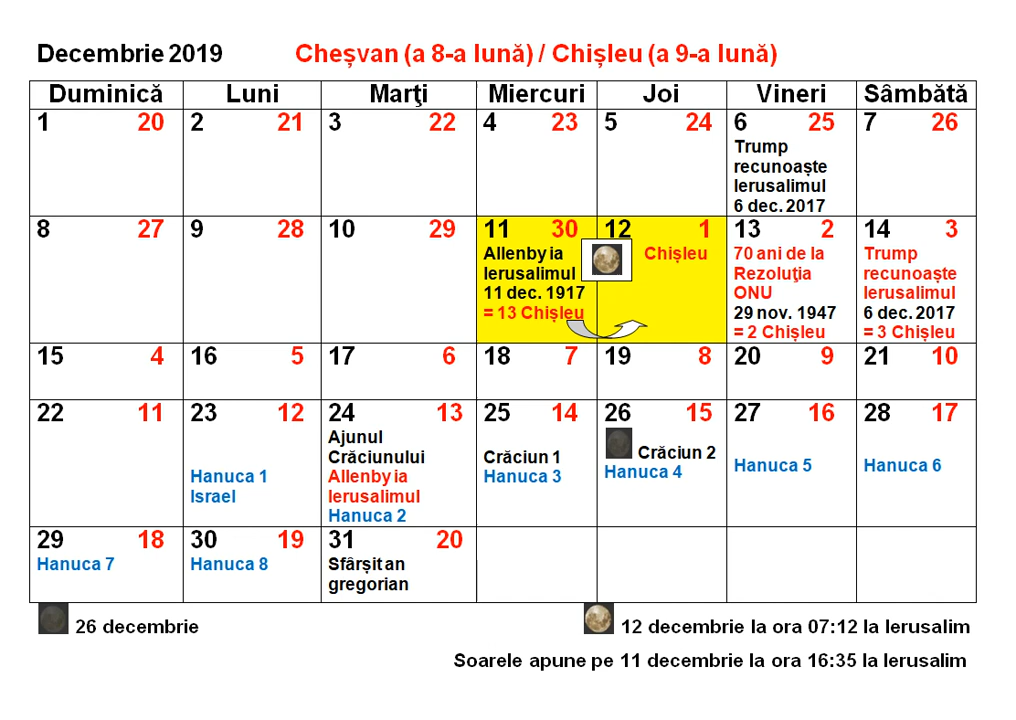 Decembrie 2019 Cheșvan (a 8-a lună) / Chișleu (a 9-a lună)
Duminică Luni Marţi Miercuri Joi Vineri Sâmbătă
1 20 2 21 3 22 4 23 5 24 6 25 7 26
Trump
recunoaşte
Ierusalimul
6 dec. 2017
8 27 9 28 10 29 11 30 12 1 13 2 14 3
Allenby ia
Ierusalimul
11 dec. 1917
= 13 Chișleu
Chișleu
70 ani de la
Rezoluţia
ONU
29 nov. 1947
= 2 Chișleu
Trump
recunoaşte
Ierusalimul
6 dec. 2017
= 3 Chișleu
15 4 16 5 17 6 18 7 19 8 20 9 21 10
22 11 23 12 24 13 25 14 26 15 27 16 28 17
Hanuca 1
Israel
Ajunul
Crăciunului
Allenby ia
Ierusalimul
Hanuca 2
Crăciun 1
Hanuca 3
Crăciun 2
Hanuca 4
Hanuca 5
Hanuca 6
29 18 30 19 31 20
Hanuca 7
Hanuca 8
Sfârșit an
gregorian
26 decembrie
12 decembrie la ora 07:12 la Ierusalim
Soarele apune pe 11 decembrie la ora 16:35 la Ierusalim